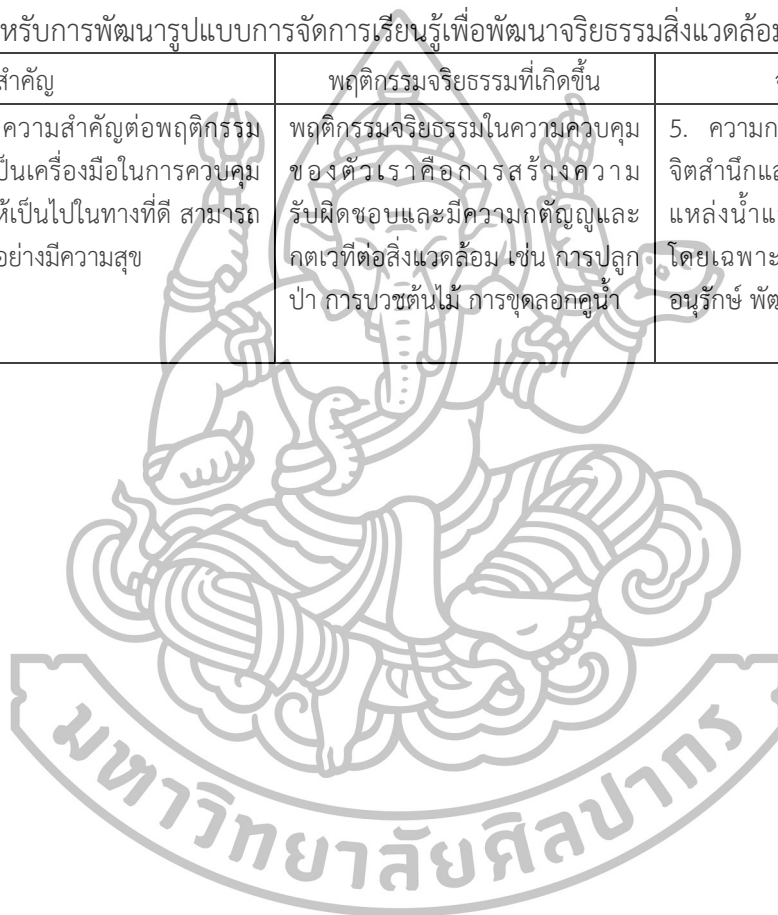 หรับการพัฒนารูปแบบการจัดการเรียนรู้เพื่อพัฒนาจริยธรรมสิ่งแวดล้อม
สำคัญ
ความสำคัญต่อพฤติกรรม
ป็นเครื่องมือในการควบคุม
ห้เป็นไปในทางที่ดี สามารถ
อย่างมีความสุข
พฤติกรรมจริยธรรมที่เกิดขึ้น
พฤติกรรมจริยธรรมในความควบคุม
ของตัวเราคือการสร้างความ
รับผิดชอบและมีความกตัญญูและ
กตเวทีต่อสิ่งแวดล้อม เช่น การปลูก
ป่า การบวชต้นไม้ การขุดลอกคูน้ำ
5. ความก
จิตสำนึกแล
แหล่งน้ำแ
โดยเฉพาะ
อนุรักษ์ พัฒ
มหาวิทยาลัยศิลปากร